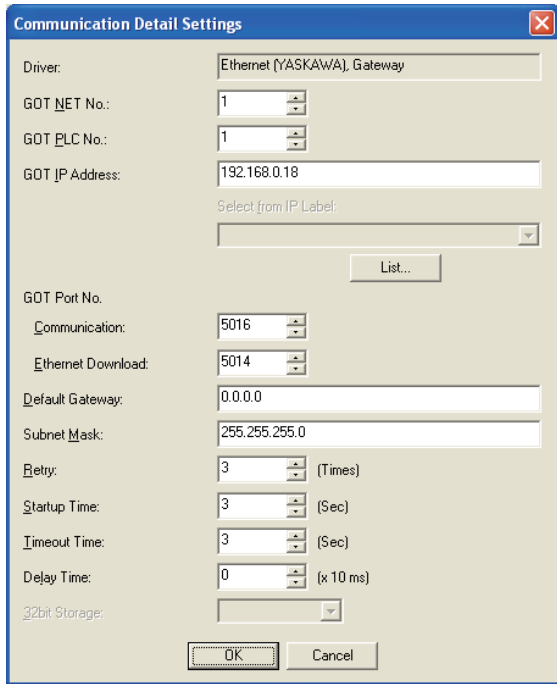 Communication Detail Settings
Driver: Ethernet (YASKAWA), Gateway
GOT NET No.: 1
GOT PLC No.: 1
GOT IP Address: 192.168.0.18
Select from IP Label:
List...
GOT Port No.
Communication: 5016
Ethernet Download: 5014
Default Gateway: 0.0.0.0
Subnet Mask: 255.255.255.0
Retry: 3 (Times)
Startup Time: 3 (Sec)
Timeout Time: 3 (Sec)
Delay Time: 0 (x 10 ms)
32bit Storage:
OK Cancel